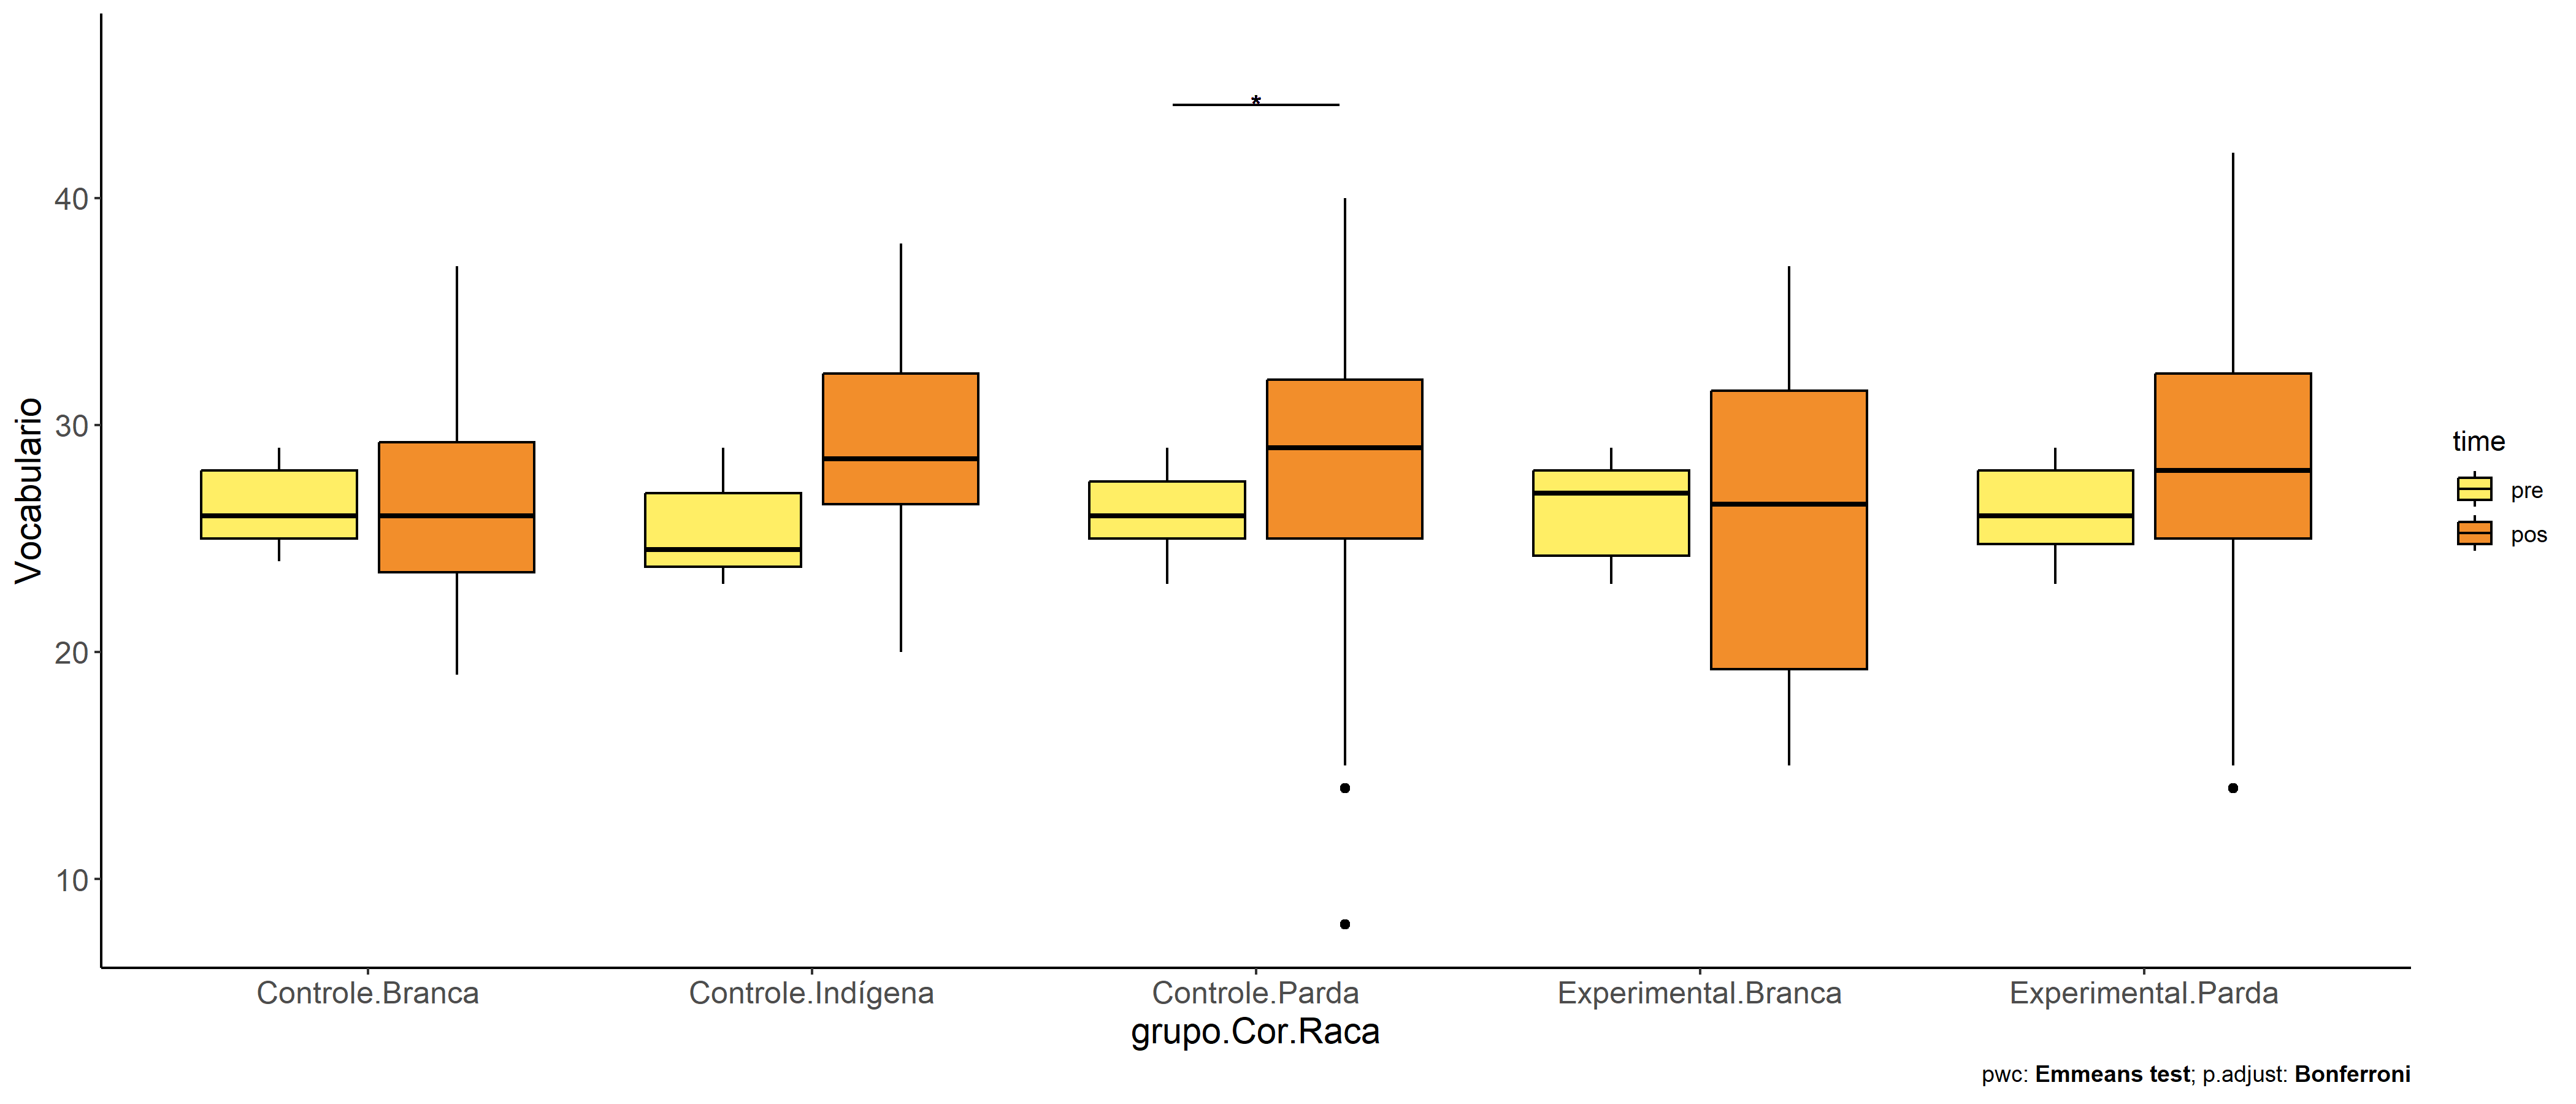 *
Vocabulario
40
30
20
10
Controle.Branca
Controle.Indígena
Controle.Parda
Experimental.Branca
Experimental.Parda
grupo.Cor.Raca
time
pre
pos
pwc: Emmeans test; p.adjust: Bonferroni